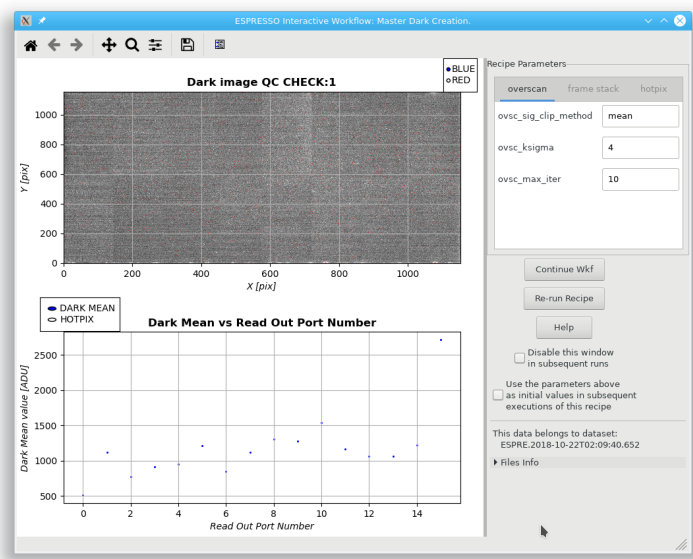 ESPRESSO Interactive Workflow: Master Dark Creation.
Dark image QC CHECK:1
BLUE
RED
1000
800
600
400
200
0
Y [pix]
0 200 400 600 800 1000
X [pix]
DARK MEAN
HOTPIX
Dark Mean vs Read Out Port Number
2500
2000
1500
1000
500
Dark Mean value [ADU]
0 2 4 6 8 10 12 14
Read Out Port Number
Recipe Parameters
overscan frame stack hotpix
ovsc_sig_clip_method mean
ovsc_ksigma 4
ovsc_max_iter 10
Continue Wkf
Re-run Recipe
Help
Disable this window
in subsequent runs
Use the parameters above
as initial values in subsequent
executions of this recipe
This data belongs to dataset:
ESPRE.2018-10-22T02:09:40.652
Files Info